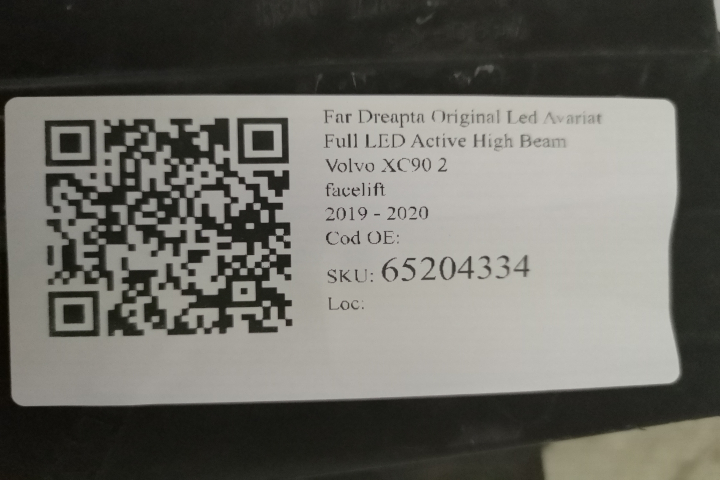 Far Dreapta Original Led Avariat
Full LED Active High Beam
Volvo XC90 2
facelift
2019 - 2020
Cod OE:
SKU: 65204334
Loc: